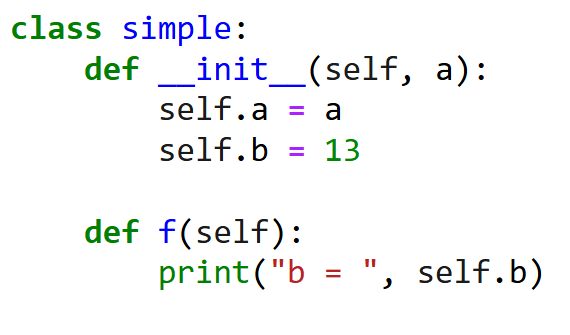 class simple:
    def __init__(self, a):
        self.a = a
        self.b = 13

    def f(self):
        print("b = ", self.b)